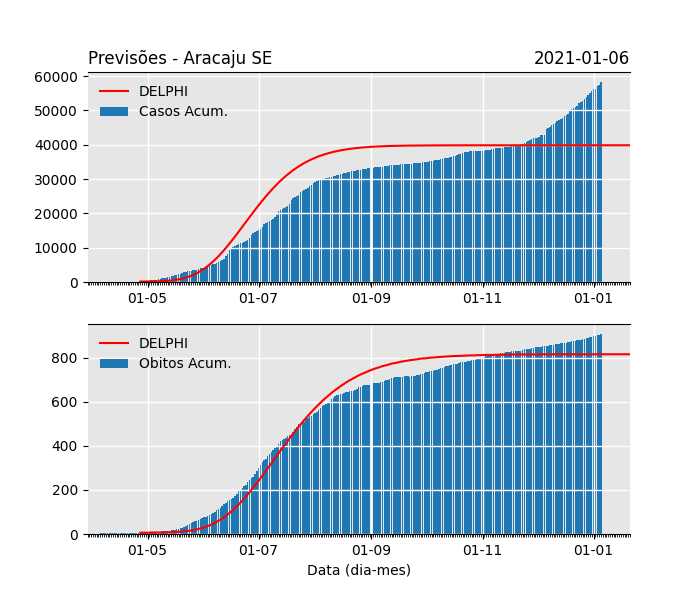 Previsões - Aracaju SE 2021-01-06
60000
50000
40000
30000
20000
10000
0
DELPHI
Casos Acum.
01-05 01-07 01-09 01-11 01-01
800
600
400
200
0
DELPHI
Obitos Acum.
01-05 01-07 01-09 01-11 01-01
Data (dia-mes)